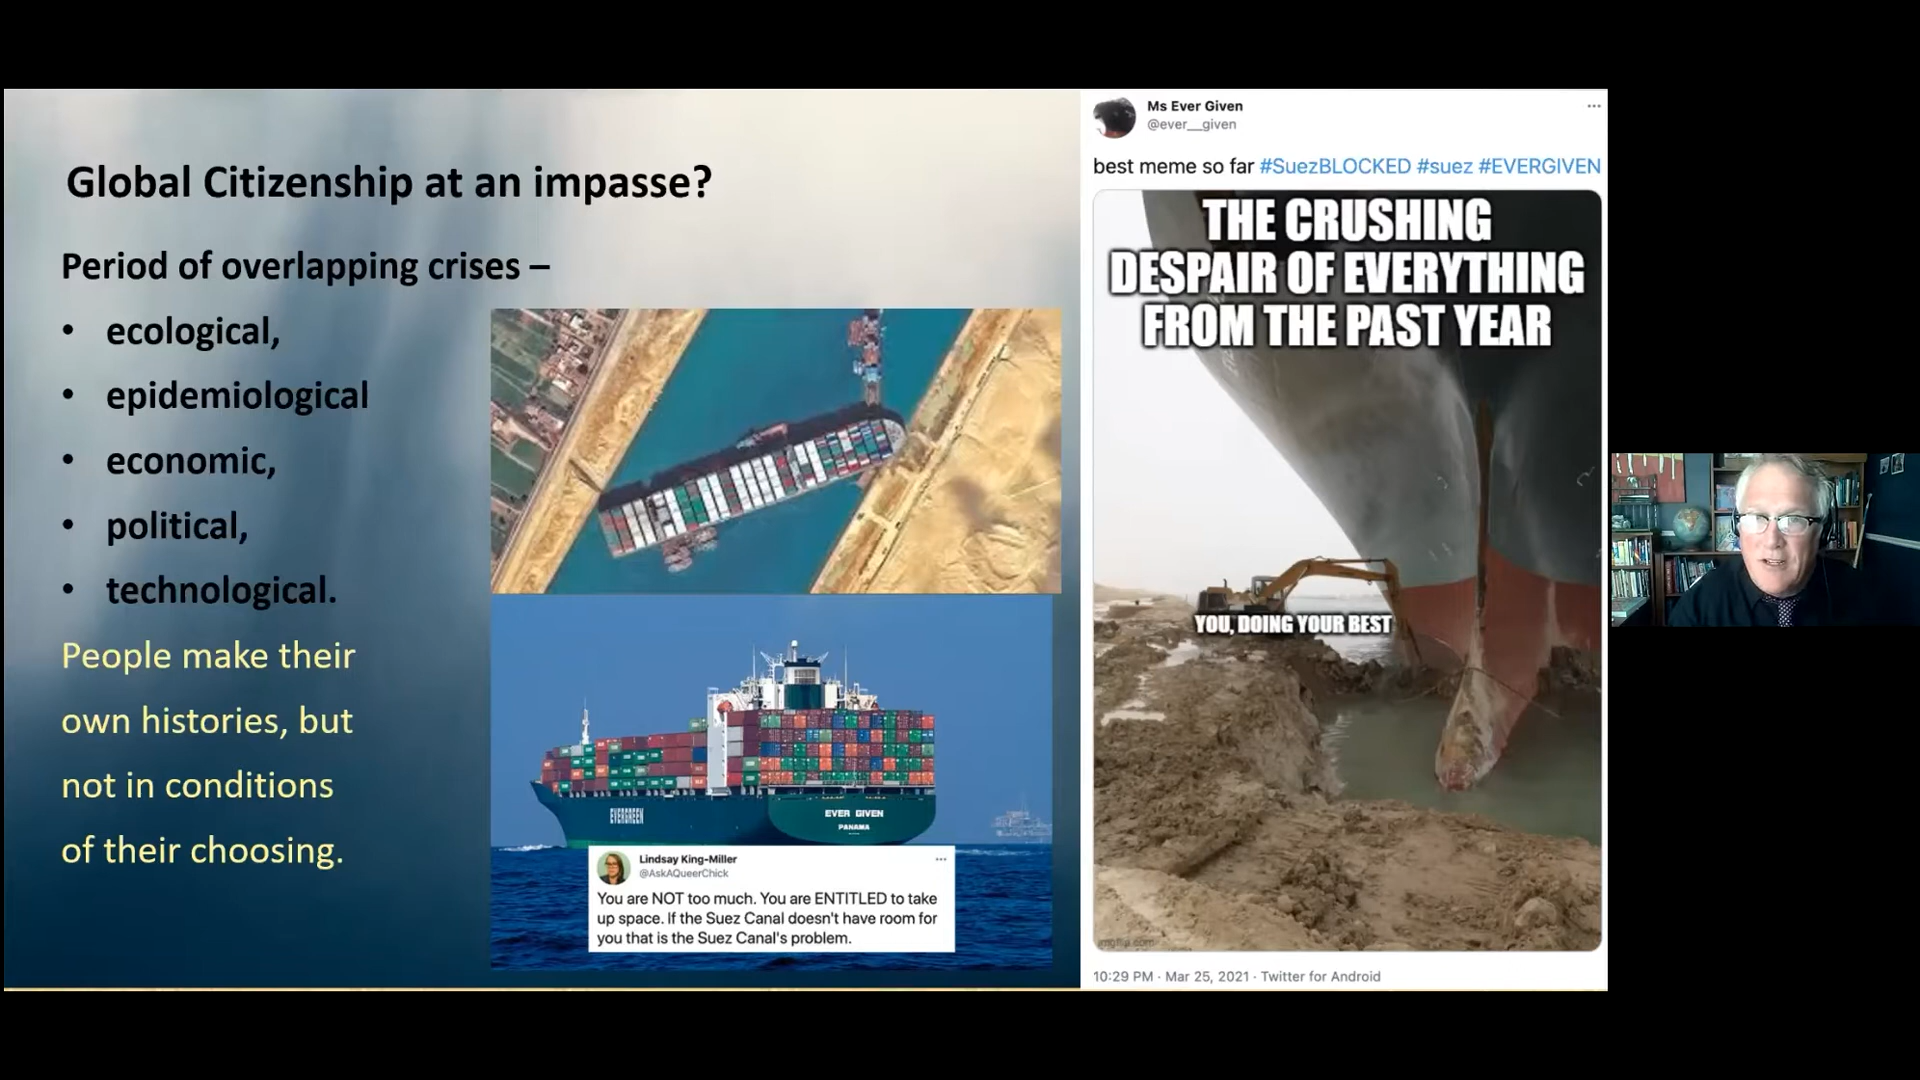 Global Citizenship at an impasse?
Period of overlapping crises –
• ecological,
• epidemiological
• economic,
• political,
• technological.
People make their
own histories, but
not in conditions
of their choosing.
EVERGREEN
EVER GIVEN
PANAMA
Lindsay King-Miller
@AskAQueerChick
You are NOT too much. You are ENTITLED to take
up space. If the Suez Canal doesn't have room for
you that is the Suez Canal's problem.
Ms Ever Given
@ever__given
best meme so far #SuezBLOCKED #suez #EVERGIVEN
THE CRUSHING
DESPAIR OF EVERYTHING
FROM THE PAST YEAR
YOU, DOING YOUR BEST
imgflip.com
10:29 PM · Mar 25, 2021 · Twitter for Android